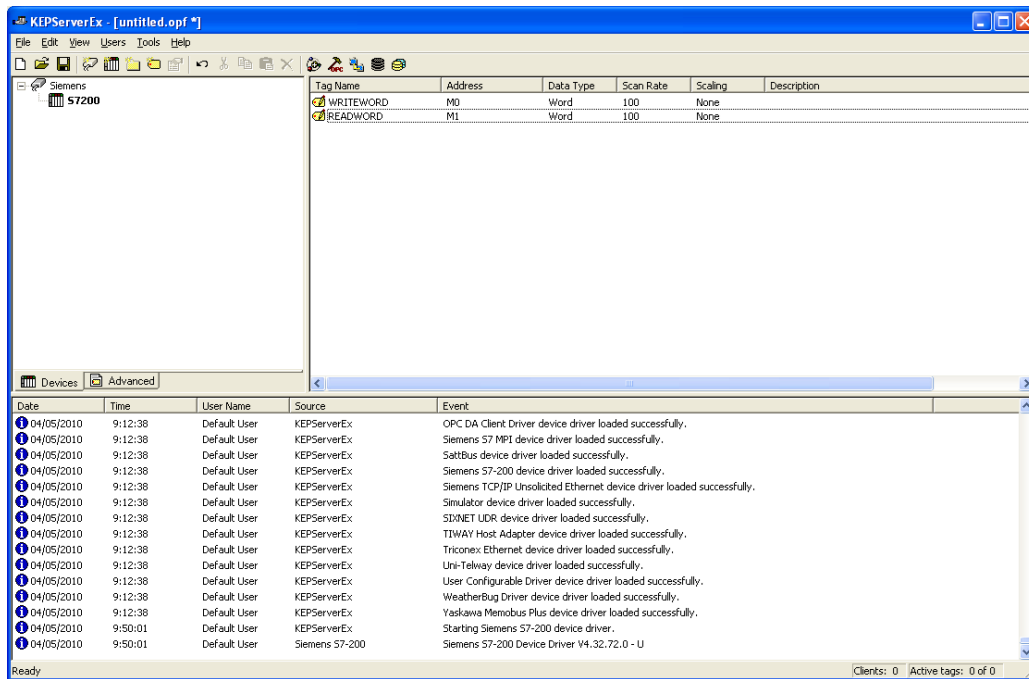 KEPServerEx - [untitled.opf *]
File Edit View Users Tools Help
Siemens
S7200
Tag Name Address Data Type Scan Rate Scaling Description
WRITEWORD M0 Word 100 None
READWORD M1 Word 100 None
Devices Advanced
Date Time User Name Source Event
04/05/2010 9:12:38 Default User KEPServerEx OPC DA Client Driver device driver loaded successfully.
04/05/2010 9:12:38 Default User KEPServerEx Siemens S7 MPI device driver loaded successfully.
04/05/2010 9:12:38 Default User KEPServerEx SattBus device driver loaded successfully.
04/05/2010 9:12:38 Default User KEPServerEx Siemens S7-200 device driver loaded successfully.
04/05/2010 9:12:38 Default User KEPServerEx Siemens TCP/IP Unsolicited Ethernet device driver loaded successfully.
04/05/2010 9:12:38 Default User KEPServerEx Simulator device driver loaded successfully.
04/05/2010 9:12:38 Default User KEPServerEx SIXNET UDR device driver loaded successfully.
04/05/2010 9:12:38 Default User KEPServerEx TIWAY Host Adapter device driver loaded successfully.
04/05/2010 9:12:38 Default User KEPServerEx Triconex Ethernet device driver loaded successfully.
04/05/2010 9:12:38 Default User KEPServerEx Uni-Telway device driver loaded successfully.
04/05/2010 9:12:38 Default User KEPServerEx User Configurable Driver device driver loaded successfully.
04/05/2010 9:12:38 Default User KEPServerEx WeatherBug Driver device driver loaded successfully.
04/05/2010 9:12:38 Default User KEPServerEx Yaskawa Memobus Plus device driver loaded successfully.
04/05/2010 9:50:01 Default User KEPServerEx Starting Siemens S7-200 device driver.
04/05/2010 9:50:01 Default User Siemens S7-200 Siemens S7-200 Device Driver V4.32.72.0 - U
Ready Clients: 0 Active tags: 0 of 0